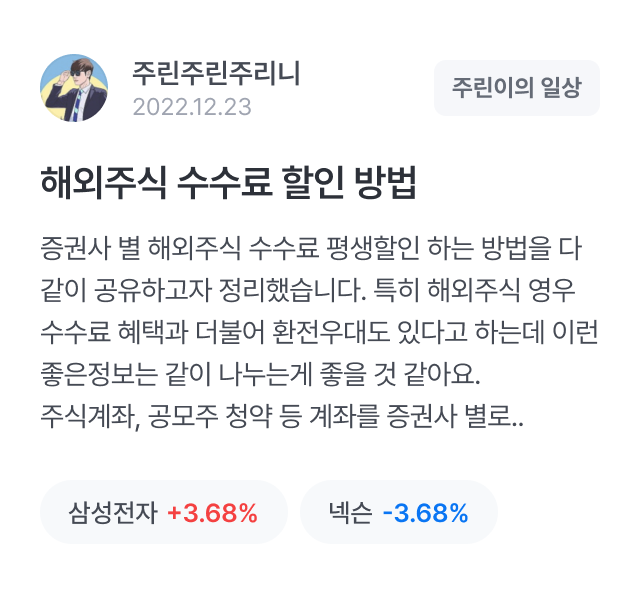 주린주린주리니
2022.12.23
주린이의 일상
해외주식 수수료 할인 방법
증권사 별 해외주식 수수료 평생할인 하는 방법을 다
같이 공유하고자 정리했습니다. 특히 해외주식 영우
수수료 혜택과 더불어 환전우대도 있다고 하는데 이런
좋은정보는 같이 나누는게 좋을 것 같아요.
주식계좌, 공모주 청약 등 계좌를 증권사 별로..
삼성전자 +3.68% 넥슨 -3.68%